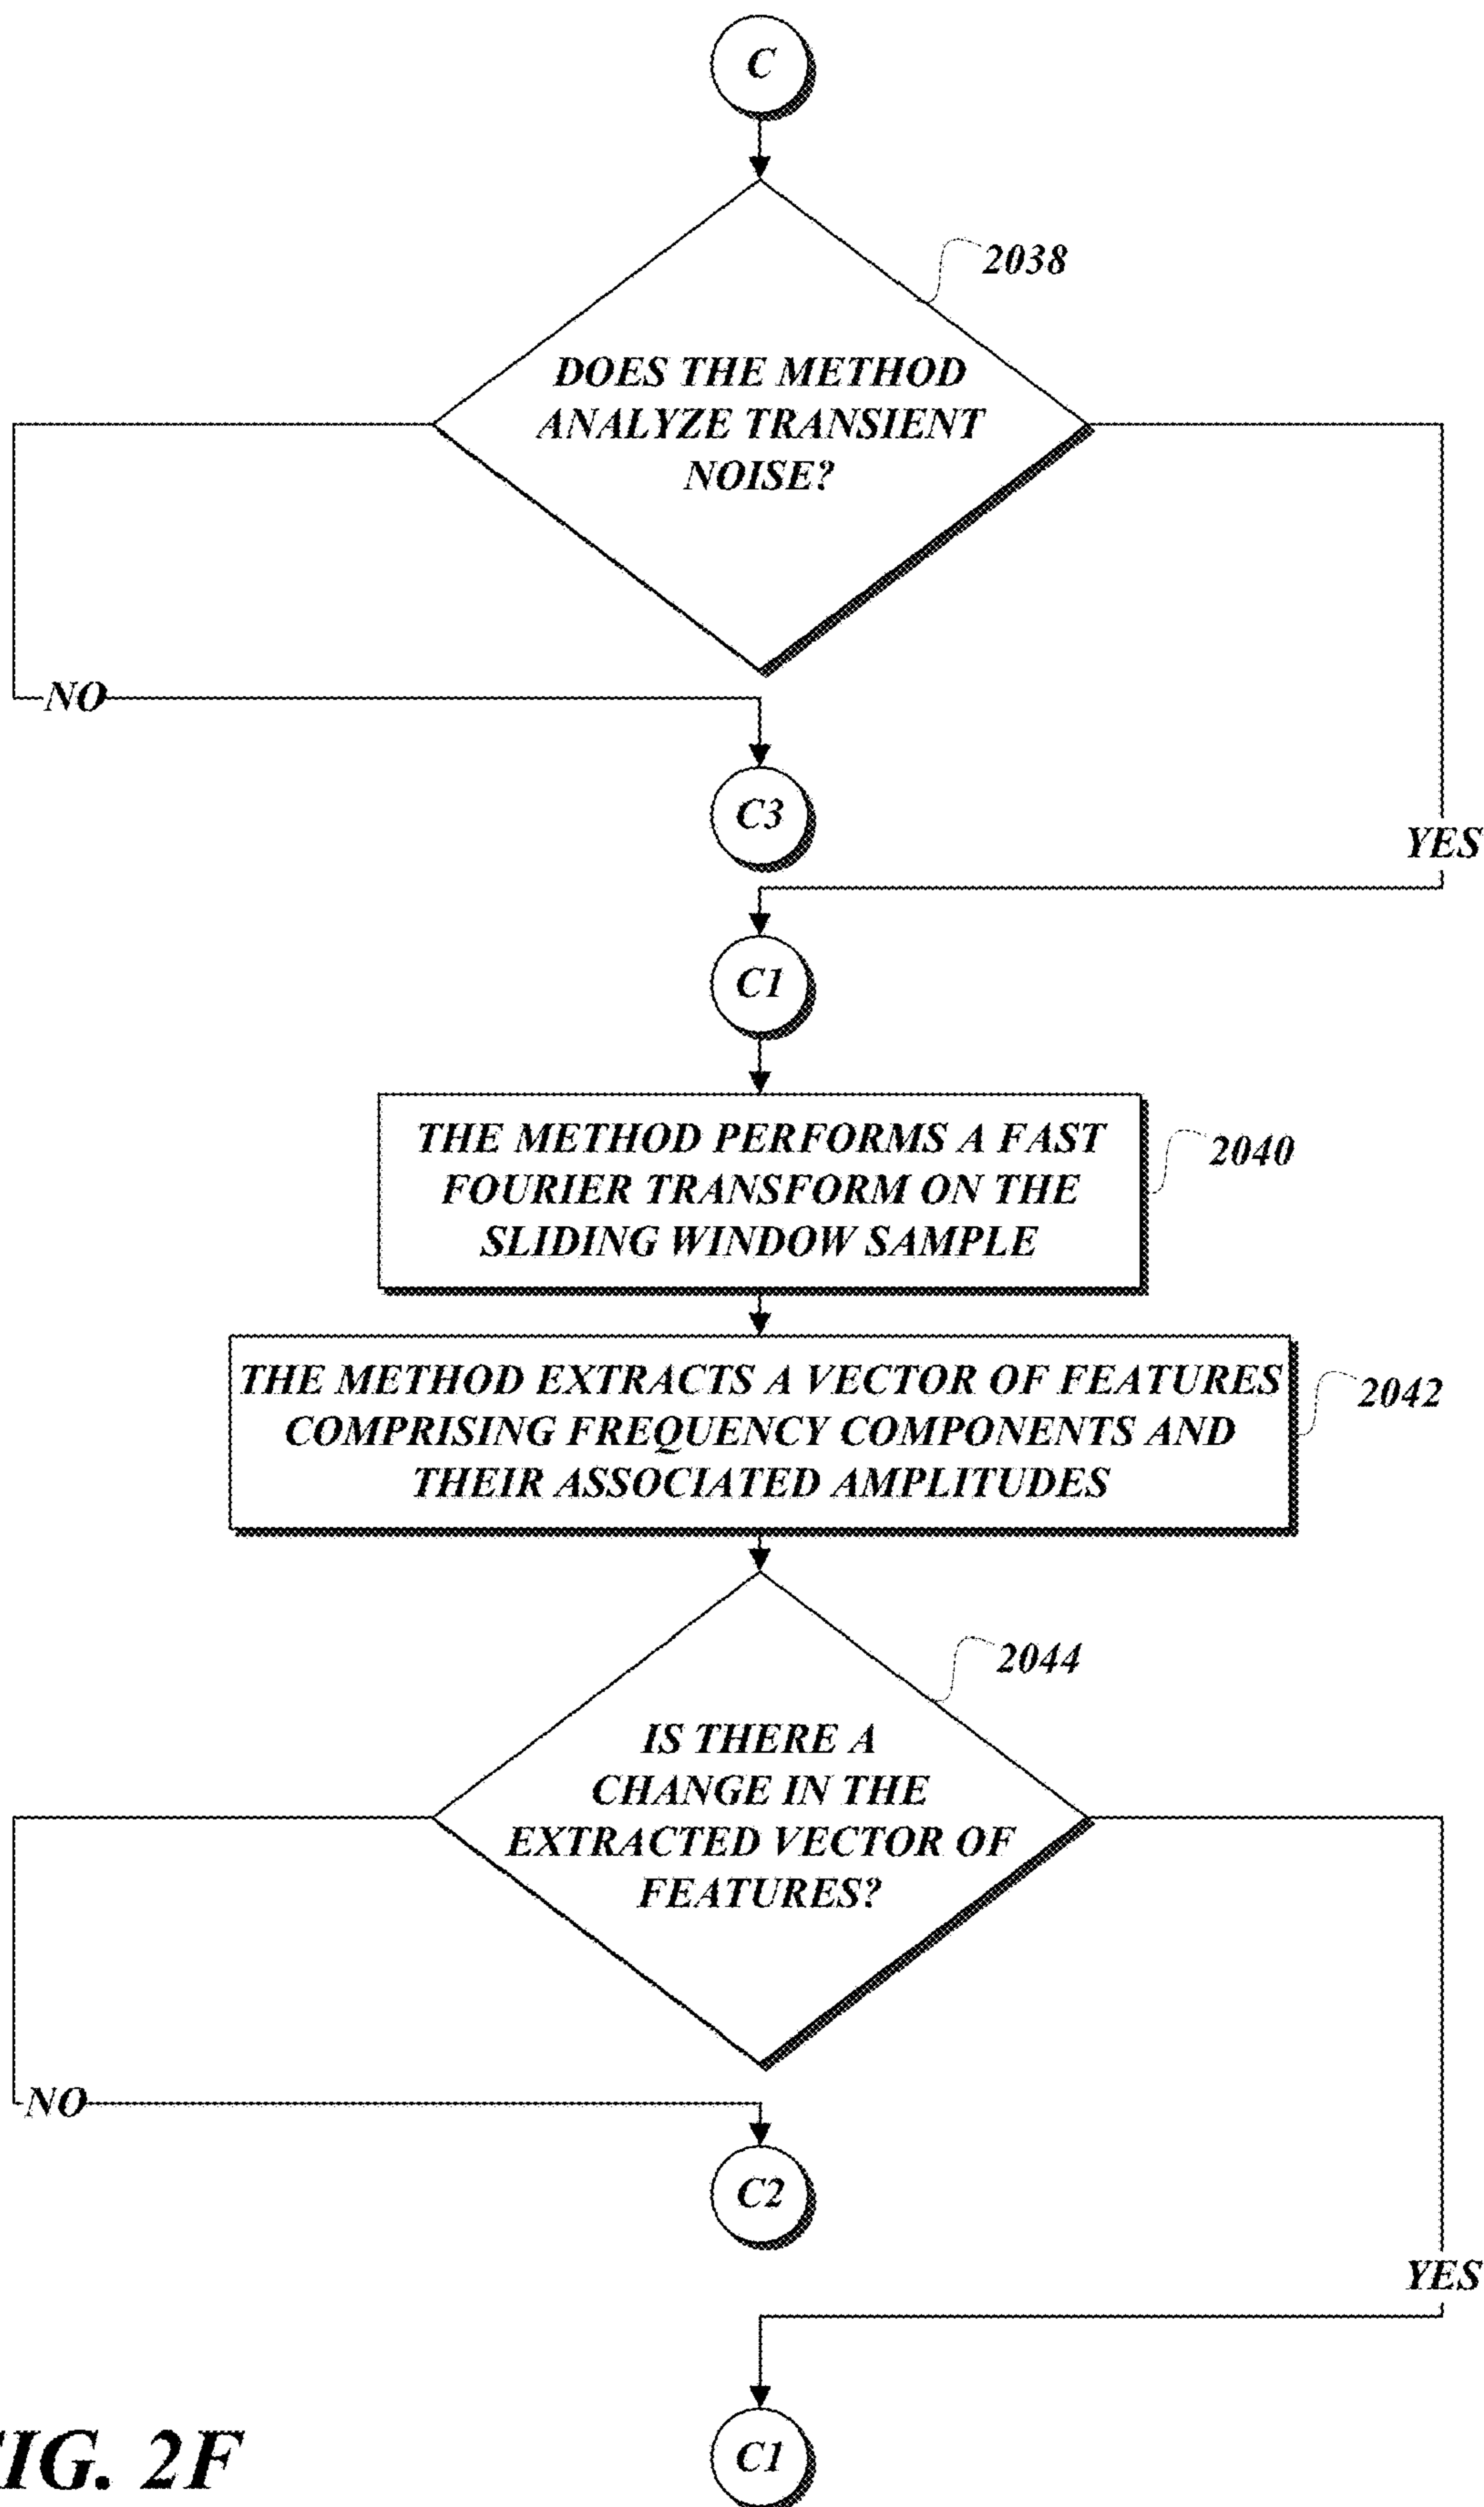 C
2038
DOES THE METHOD
ANALYZE TRANSIENT
NOISE?
NO
C3
YES
C1
THE METHOD PERFORMS A FAST
FOURIER TRANSFORM ON THE
SLIDING WINDOW SAMPLE
2040
THE METHOD EXTRACTS A VECTOR OF FEATURES
COMPRISING FREQUENCY COMPONENTS AND
THEIR ASSOCIATED AMPLITUDES
2042
2044
IS THERE A
CHANGE IN THE
EXTRACTED VECTOR OF
FEATURES?
NO
C2
YES
C1
FIG. 2F